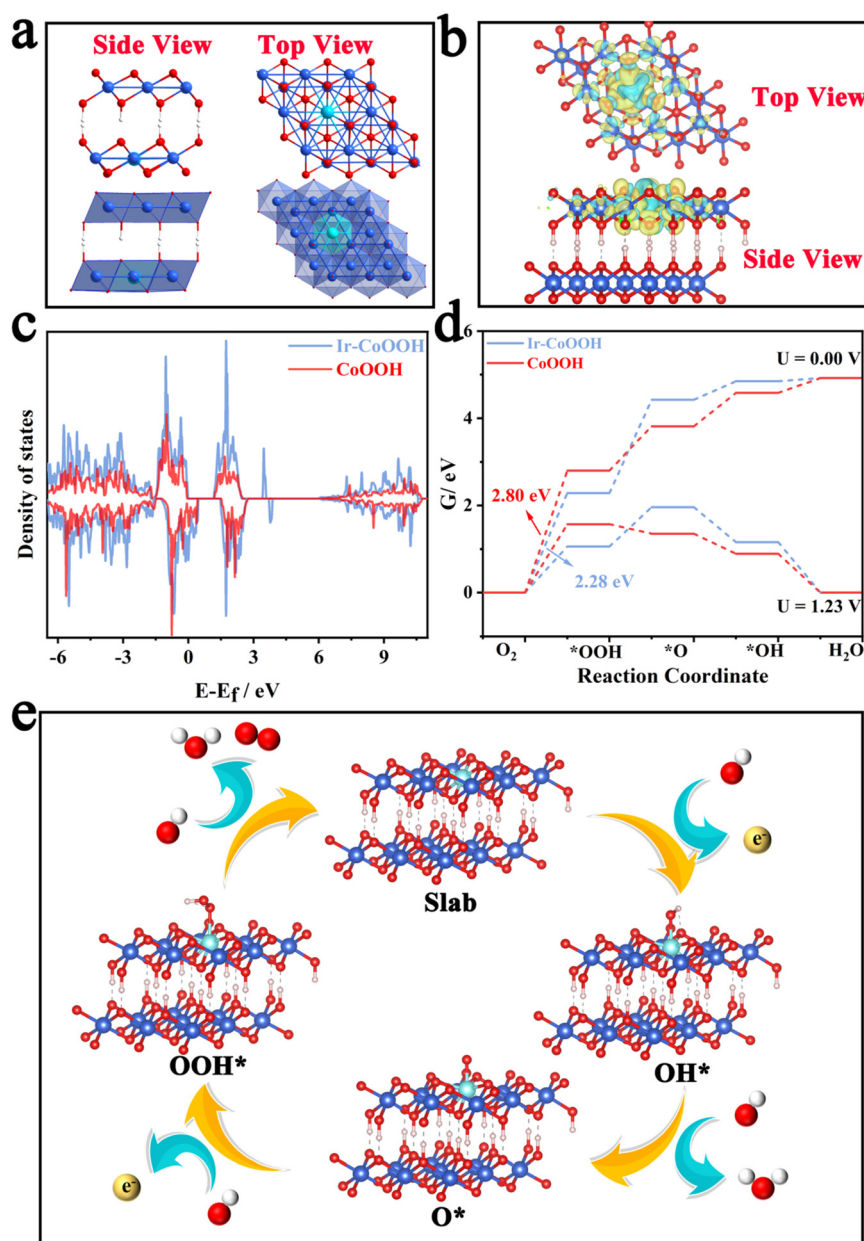 a
Side View
Top View
b
Top View
Side View
c
Ir-CoOOH
CoOOH
Density of states
-6
-3
0
3
6
9
E-Ef / eV
d
Ir-CoOOH
CoOOH
U = 0.00 V
6
4
2
0
G/ eV
2.80 eV
2.28 eV
U = 1.23 V
O2
*OOH
*O
*OH
H2O
Reaction Coordinate
e
Slab
e-
OOH*
OH*
e-
O*